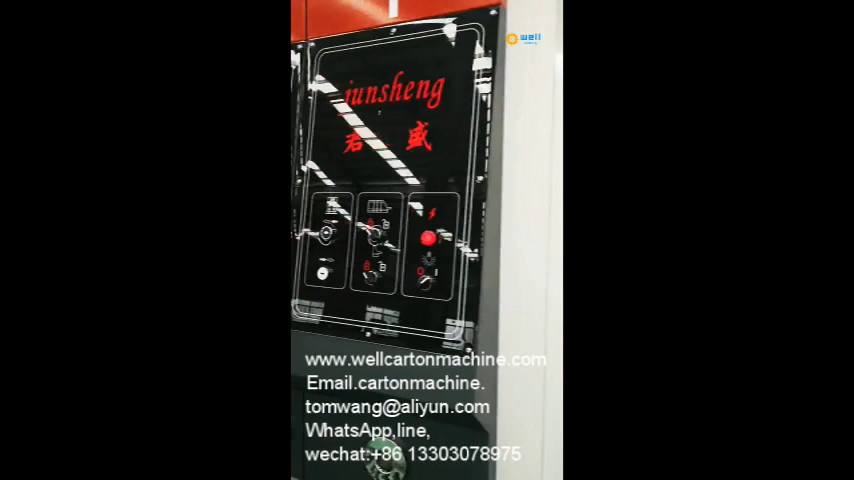 well
junsheng
君 盛
O I
www.wellcartonmachine.com
Email.cartonmachine.
tomwang@aliyun.com
WhatsApp,line,
wechat:+86 13303078975